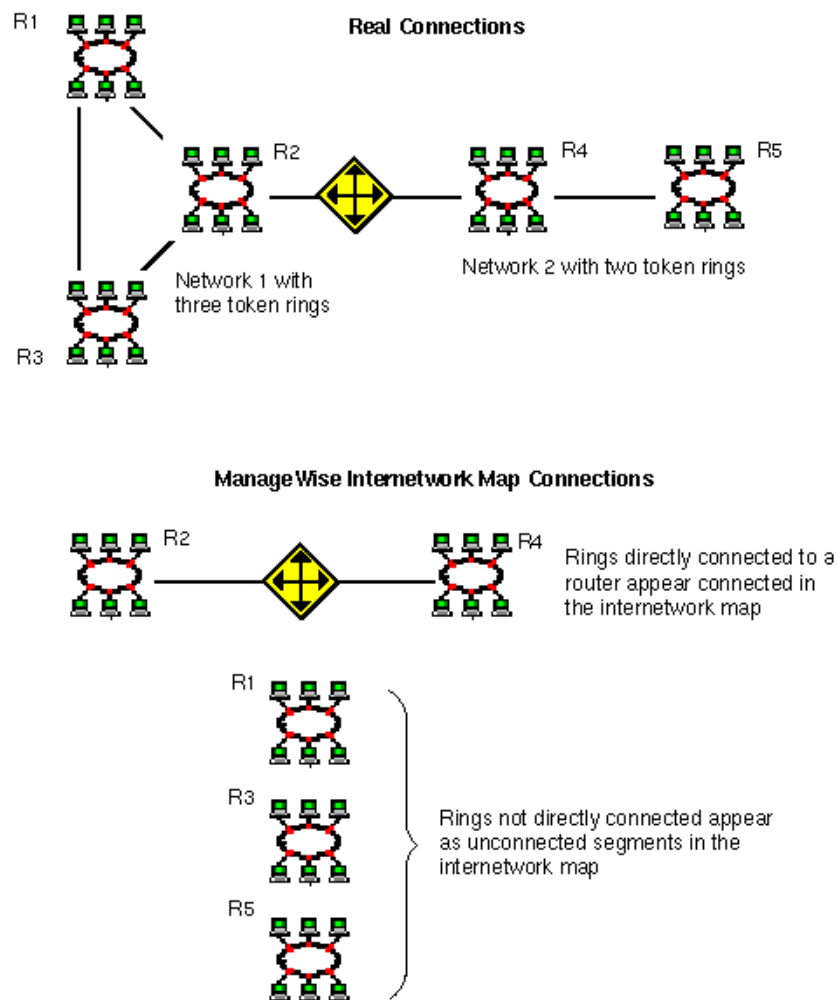 R1
Real Connections
R2
R4
R5
Network 1 with
three token rings
Network 2 with two token rings
R3
ManageWise Internetwork Map Connections
R2
R4
Rings directly connected to a
router appear connected in
the internetwork map
R1
R3
Rings not directly connected appear
as unconnected segments in the
internetwork map
R5